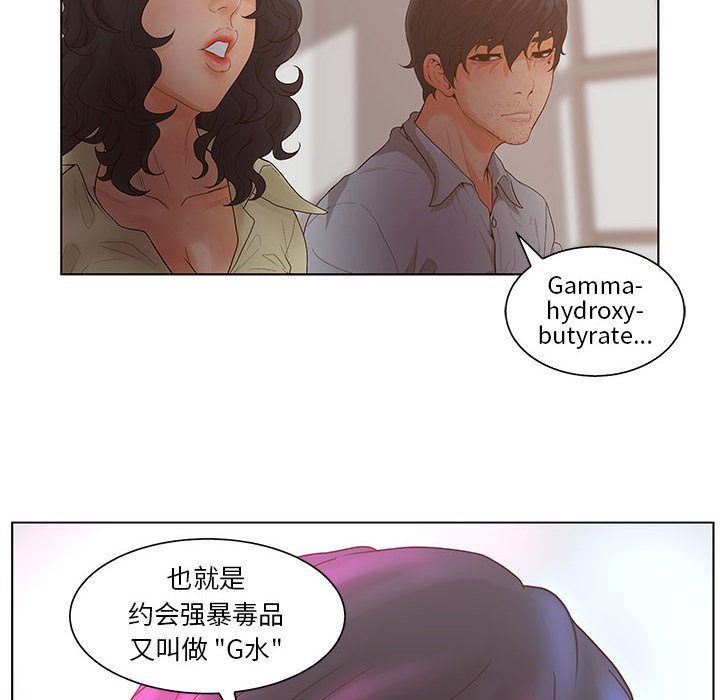 Gamma-
hydroxy-
butyrate...
也就是
约会强暴毒品
又叫做 "G水"